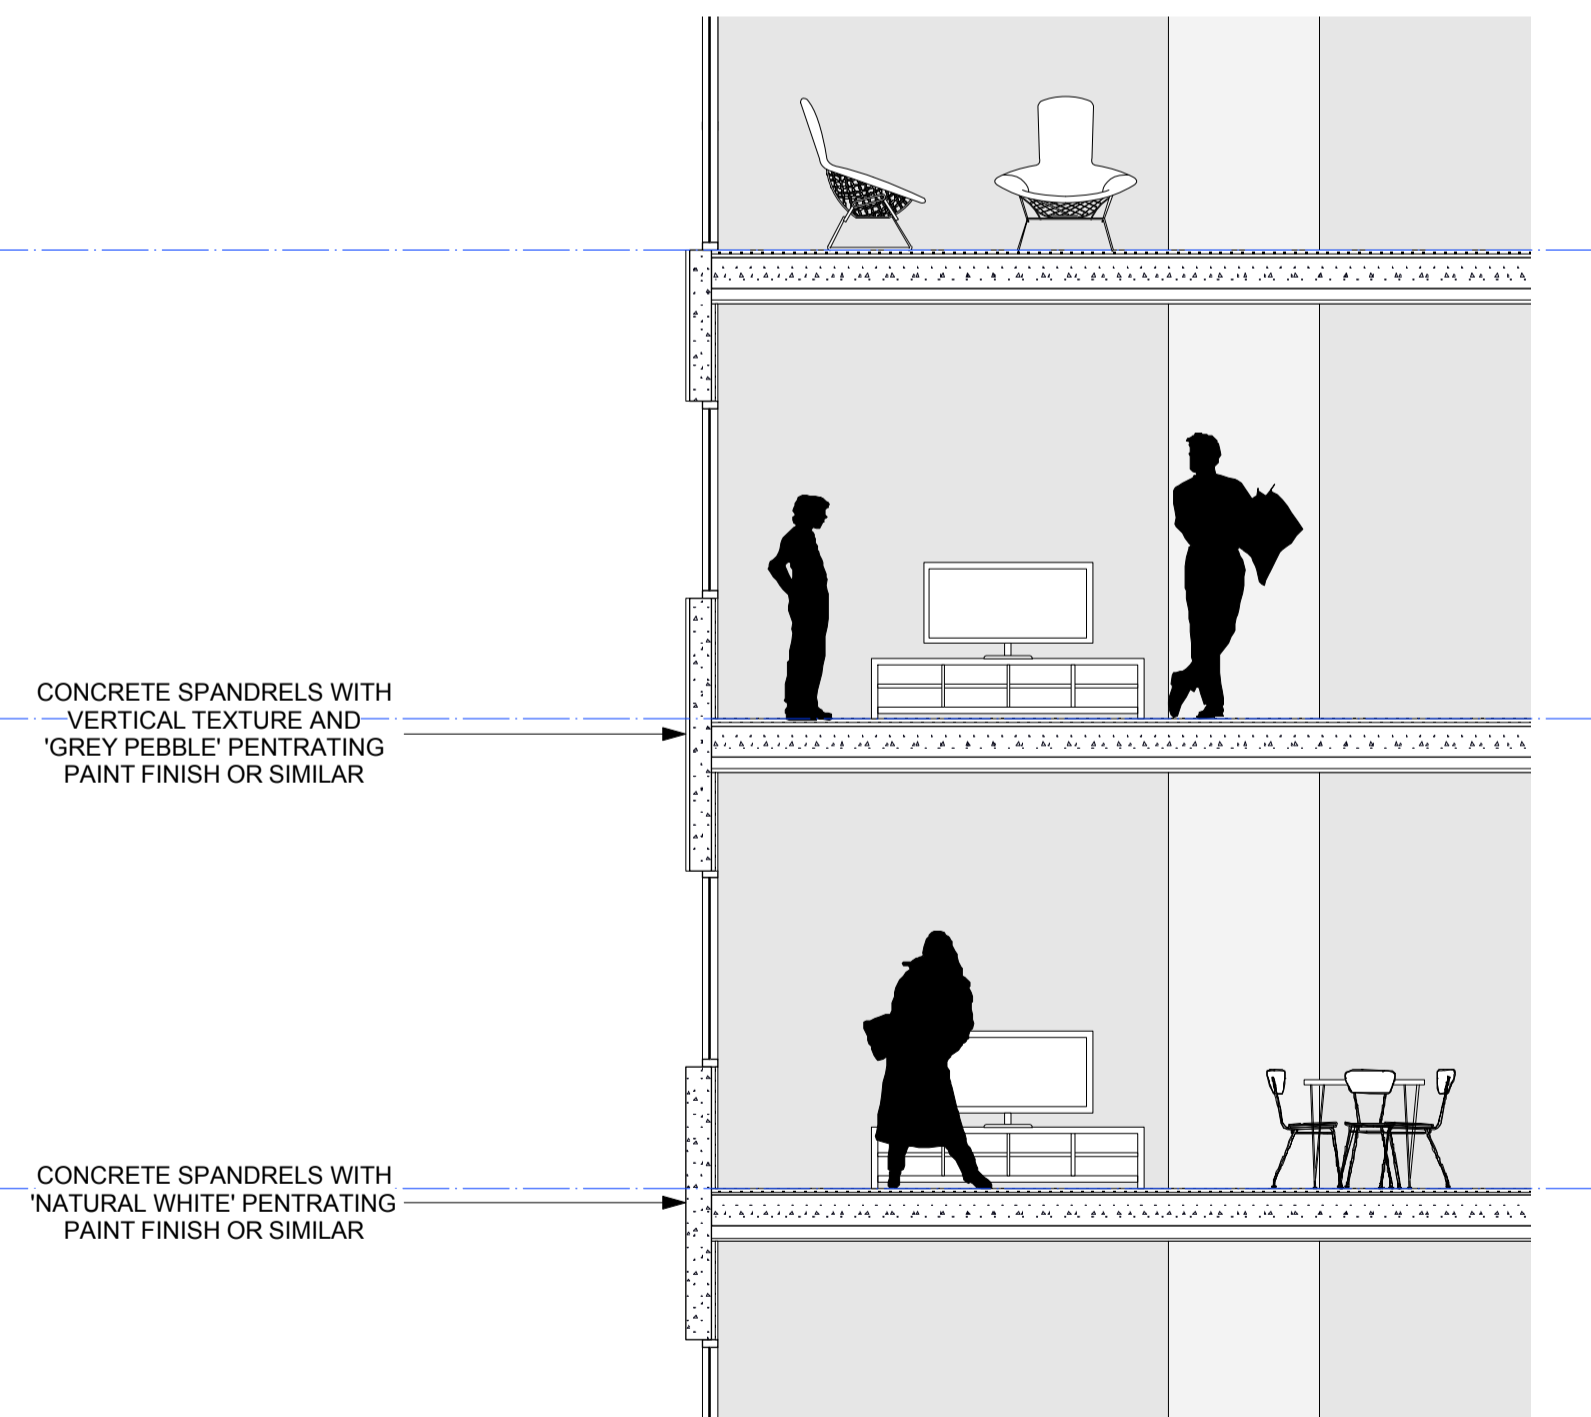 CONCRETE SPANDRELS WITH
VERTICAL TEXTURE AND
'GREY PEBBLE' PENTRATING
PAINT FINISH OR SIMILAR
CONCRETE SPANDRELS WITH
'NATURAL WHITE' PENTRATING
PAINT FINISH OR SIMILAR